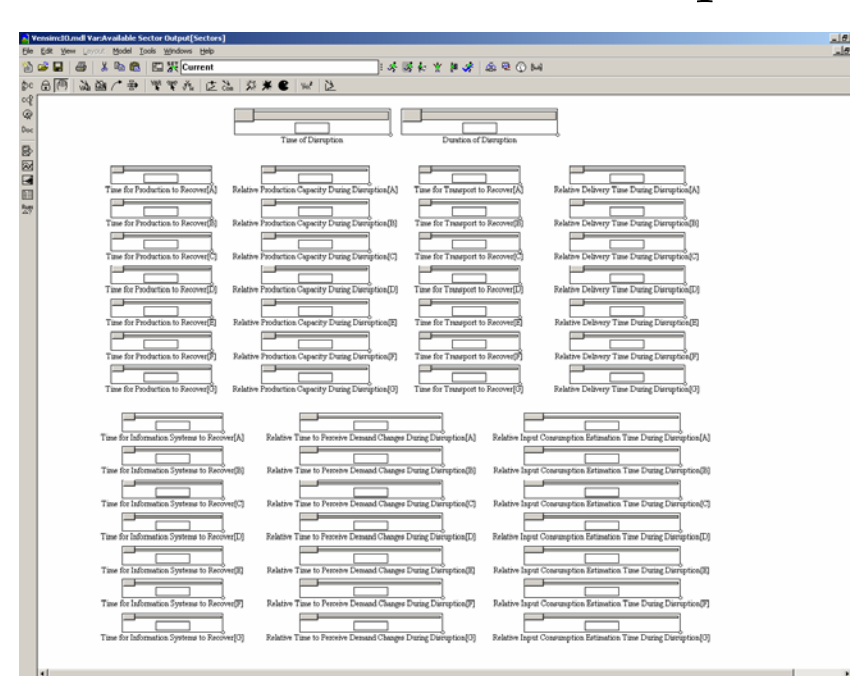 Vensim:IO.mdl Var:Available Sector Output[Sectors]
File Edit View Layout Model Tools Windows Help
Current
Doc
Time of Disruption Duration of Disruption
Time for Production to Recover[A] Relative Production Capacity During Disruption[A] Time for Transport to Recover[A] Relative Delivery Time During Disruption[A]
Time for Production to Recover[B] Relative Production Capacity During Disruption[B] Time for Transport to Recover[B] Relative Delivery Time During Disruption[B]
Time for Production to Recover[C] Relative Production Capacity During Disruption[C] Time for Transport to Recover[C] Relative Delivery Time During Disruption[C]
Time for Production to Recover[D] Relative Production Capacity During Disruption[D] Time for Transport to Recover[D] Relative Delivery Time During Disruption[D]
Time for Production to Recover[E] Relative Production Capacity During Disruption[E] Time for Transport to Recover[E] Relative Delivery Time During Disruption[E]
Time for Production to Recover[F] Relative Production Capacity During Disruption[F] Time for Transport to Recover[F] Relative Delivery Time During Disruption[F]
Time for Production to Recover[G] Relative Production Capacity During Disruption[G] Time for Transport to Recover[G] Relative Delivery Time During Disruption[G]
Time for Information Systems to Recover[A] Relative Time to Perceive Demand Changes During Disruption[A] Relative Input Consumption Estimation Time During Disruption[A]
Time for Information Systems to Recover[B] Relative Time to Perceive Demand Changes During Disruption[B] Relative Input Consumption Estimation Time During Disruption[B]
Time for Information Systems to Recover[C] Relative Time to Perceive Demand Changes During Disruption[C] Relative Input Consumption Estimation Time During Disruption[C]
Time for Information Systems to Recover[D] Relative Time to Perceive Demand Changes During Disruption[D] Relative Input Consumption Estimation Time During Disruption[D]
Time for Information Systems to Recover[E] Relative Time to Perceive Demand Changes During Disruption[E] Relative Input Consumption Estimation Time During Disruption[E]
Time for Information Systems to Recover[F] Relative Time to Perceive Demand Changes During Disruption[F] Relative Input Consumption Estimation Time During Disruption[F]
Time for Information Systems to Recover[G] Relative Time to Perceive Demand Changes During Disruption[G] Relative Input Consumption Estimation Time During Disruption[G]